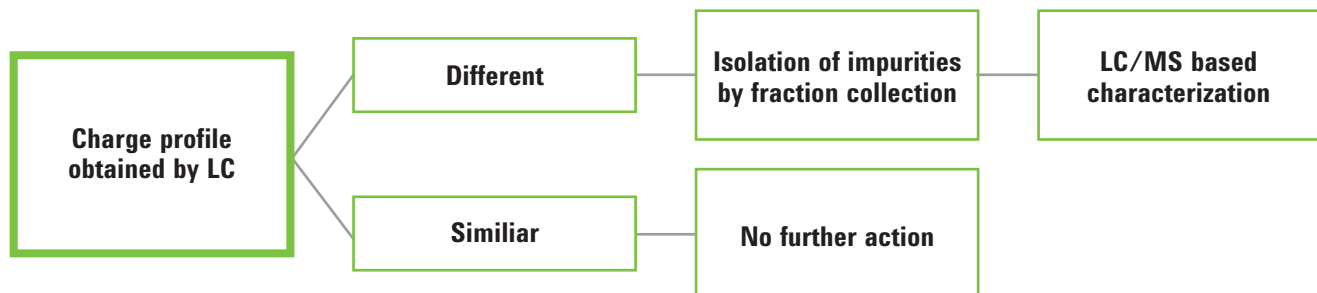 Charge profile
obtained by LC
Different
Isolation of impurities
by fraction collection
LC/MS based
characterization
Similiar
No further action